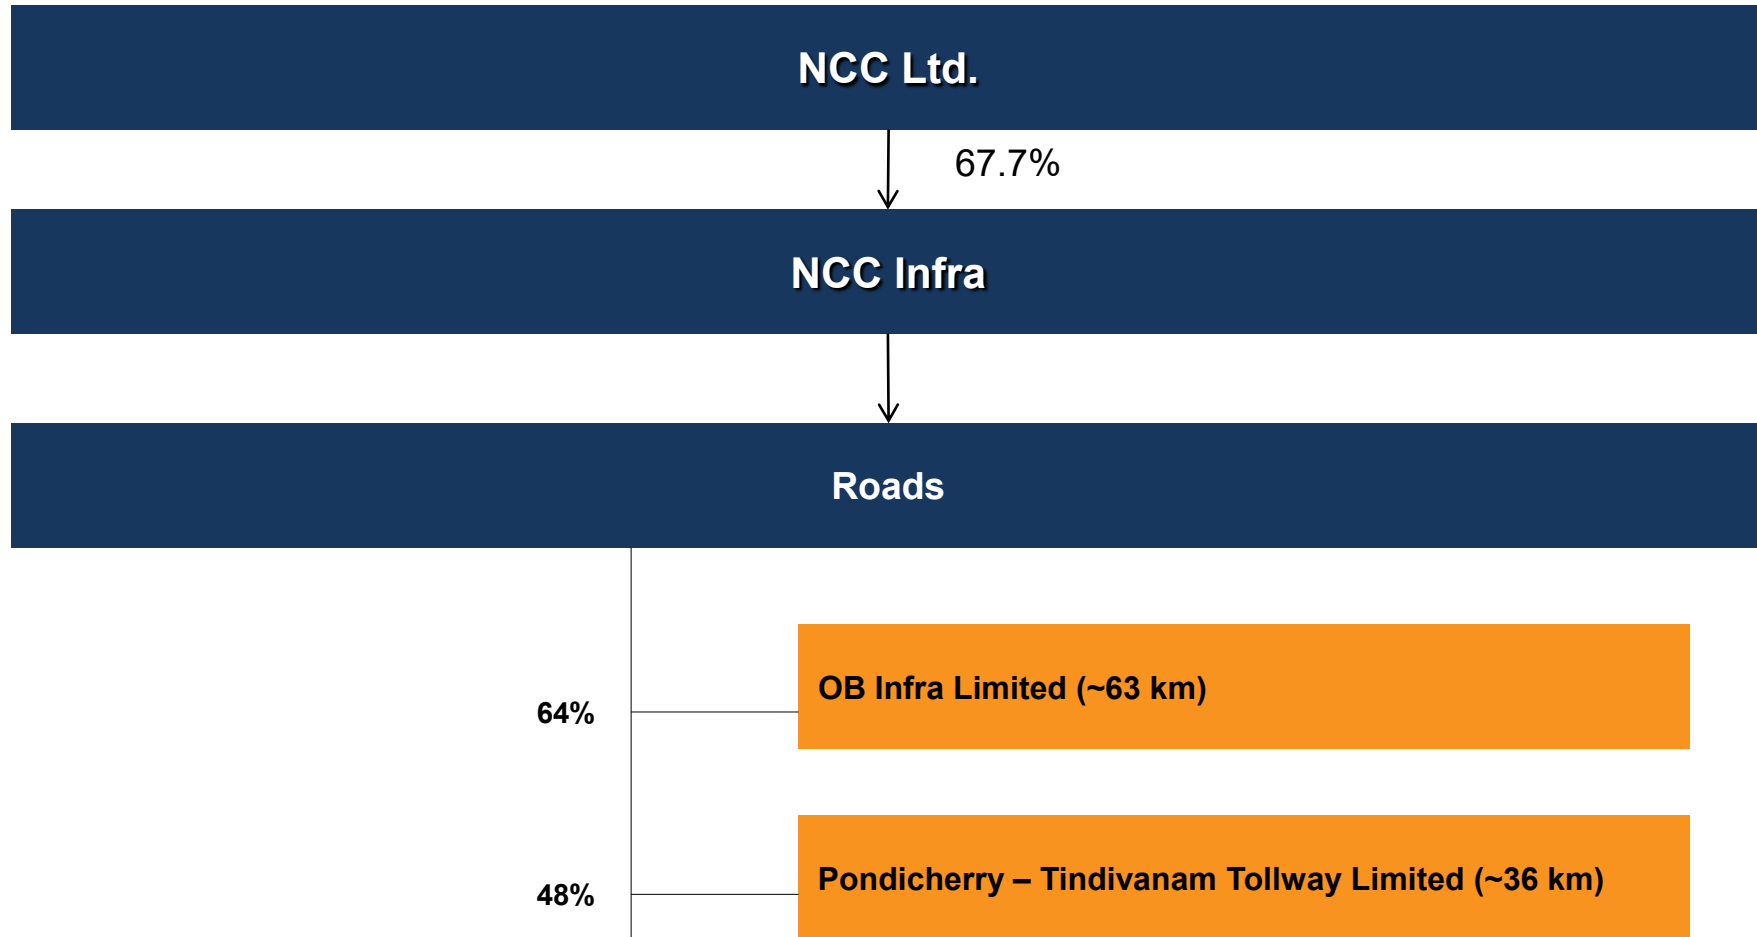 NCC Ltd.
67.7%
NCC Infra
Roads
OB Infra Limited (~63 km)
64%
Pondicherry – Tindivanam Tollway Limited (~36 km)
48%